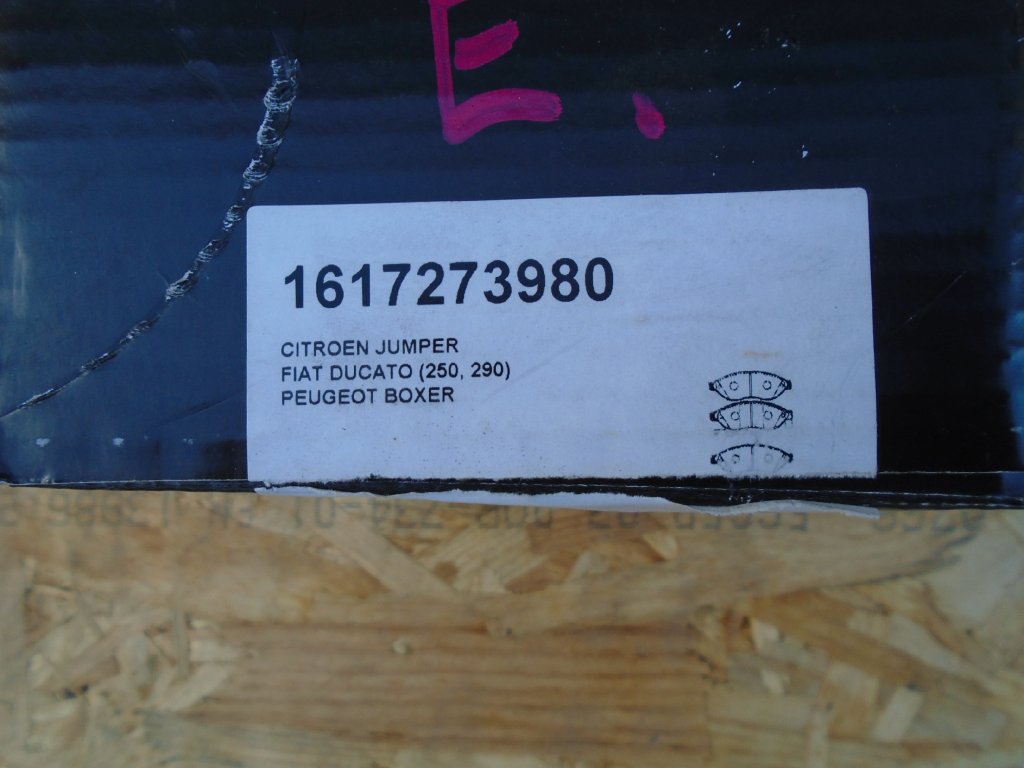 E.
1617273980
CITROEN JUMPER
FIAT DUCATO (250, 290)
PEUGEOT BOXER